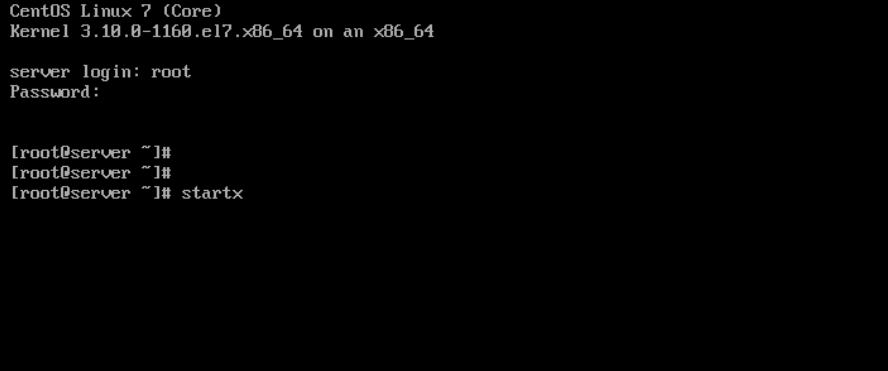 CentOS Linux 7 (Core)
Kernel 3.10.0-1160.el7.x86_64 on an x86_64
server login: root
Password:
[root@server ~]#
[root@server ~]#
[root@server ~]# startx